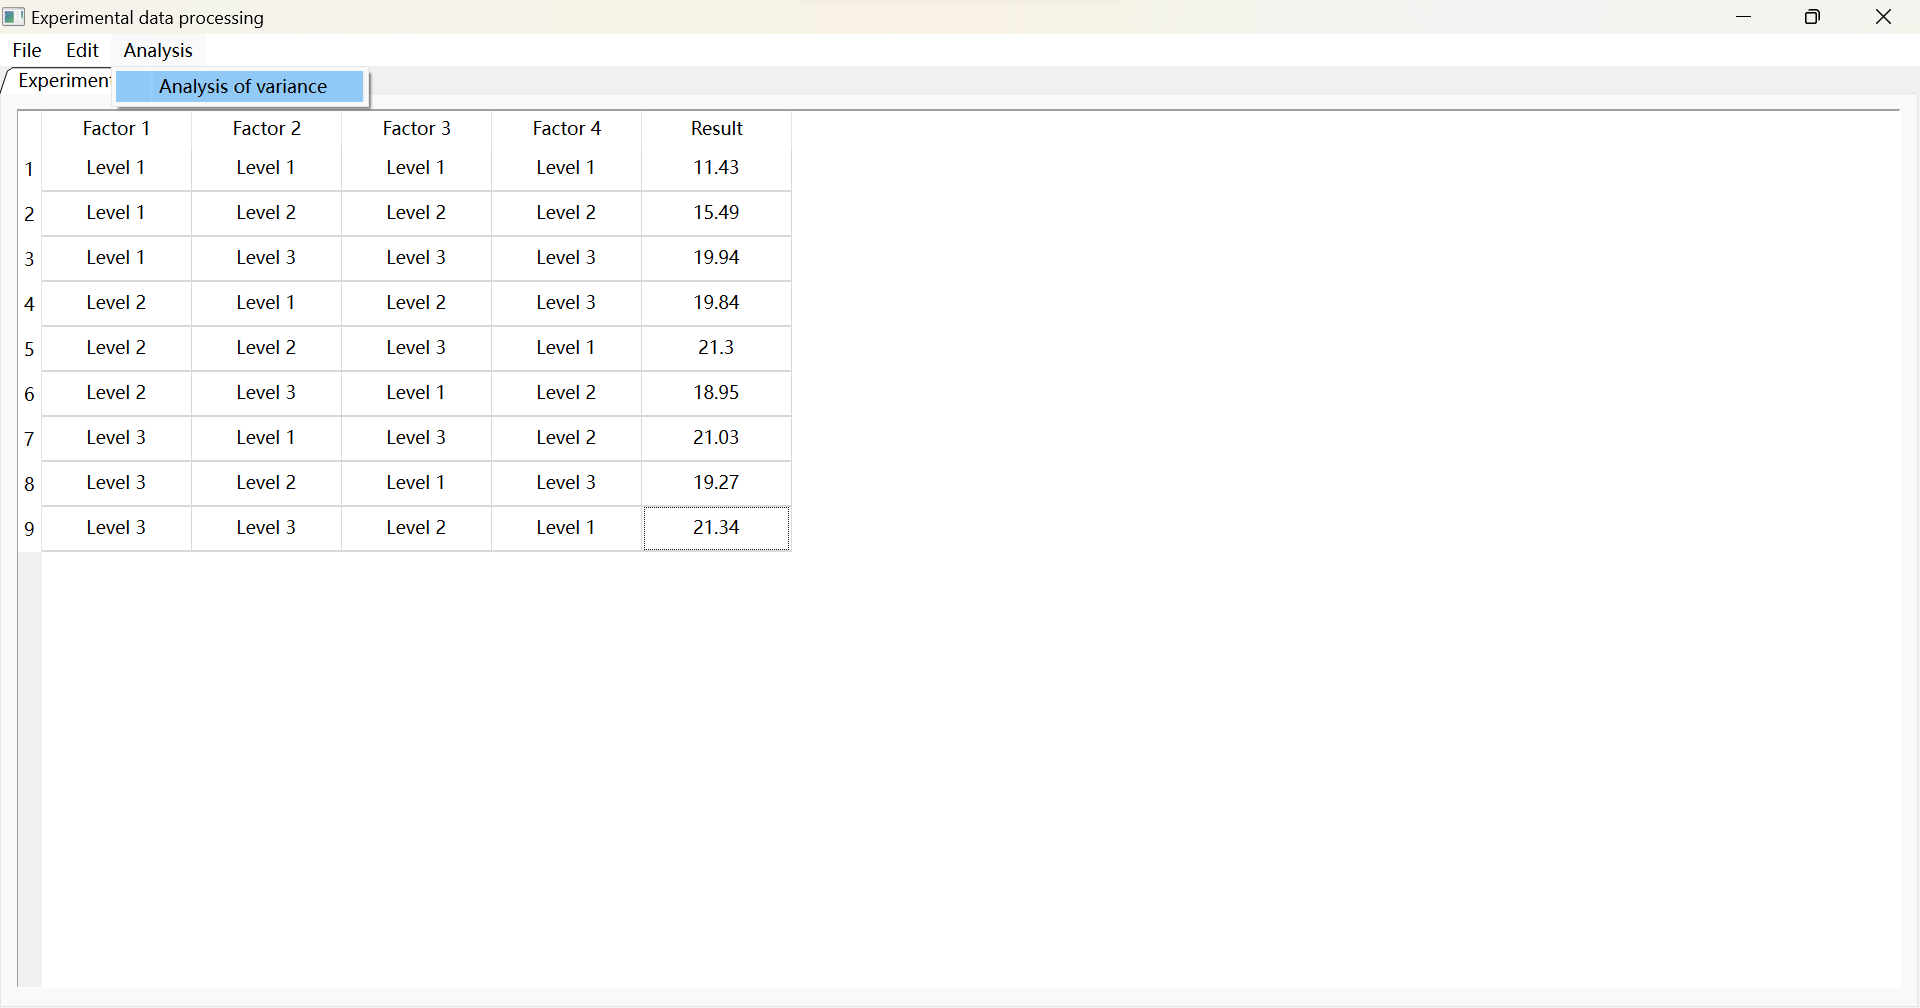 Experimental data processing
File Edit Analysis
Experiment
Analysis of variance
Factor 1 Factor 2 Factor 3 Factor 4 Result
1 Level 1 Level 1 Level 1 Level 1 11.43
2 Level 1 Level 2 Level 2 Level 2 15.49
3 Level 1 Level 3 Level 3 Level 3 19.94
4 Level 2 Level 1 Level 2 Level 3 19.84
5 Level 2 Level 2 Level 3 Level 1 21.3
6 Level 2 Level 3 Level 1 Level 2 18.95
7 Level 3 Level 1 Level 3 Level 2 21.03
8 Level 3 Level 2 Level 1 Level 3 19.27
9 Level 3 Level 3 Level 2 Level 1 21.34